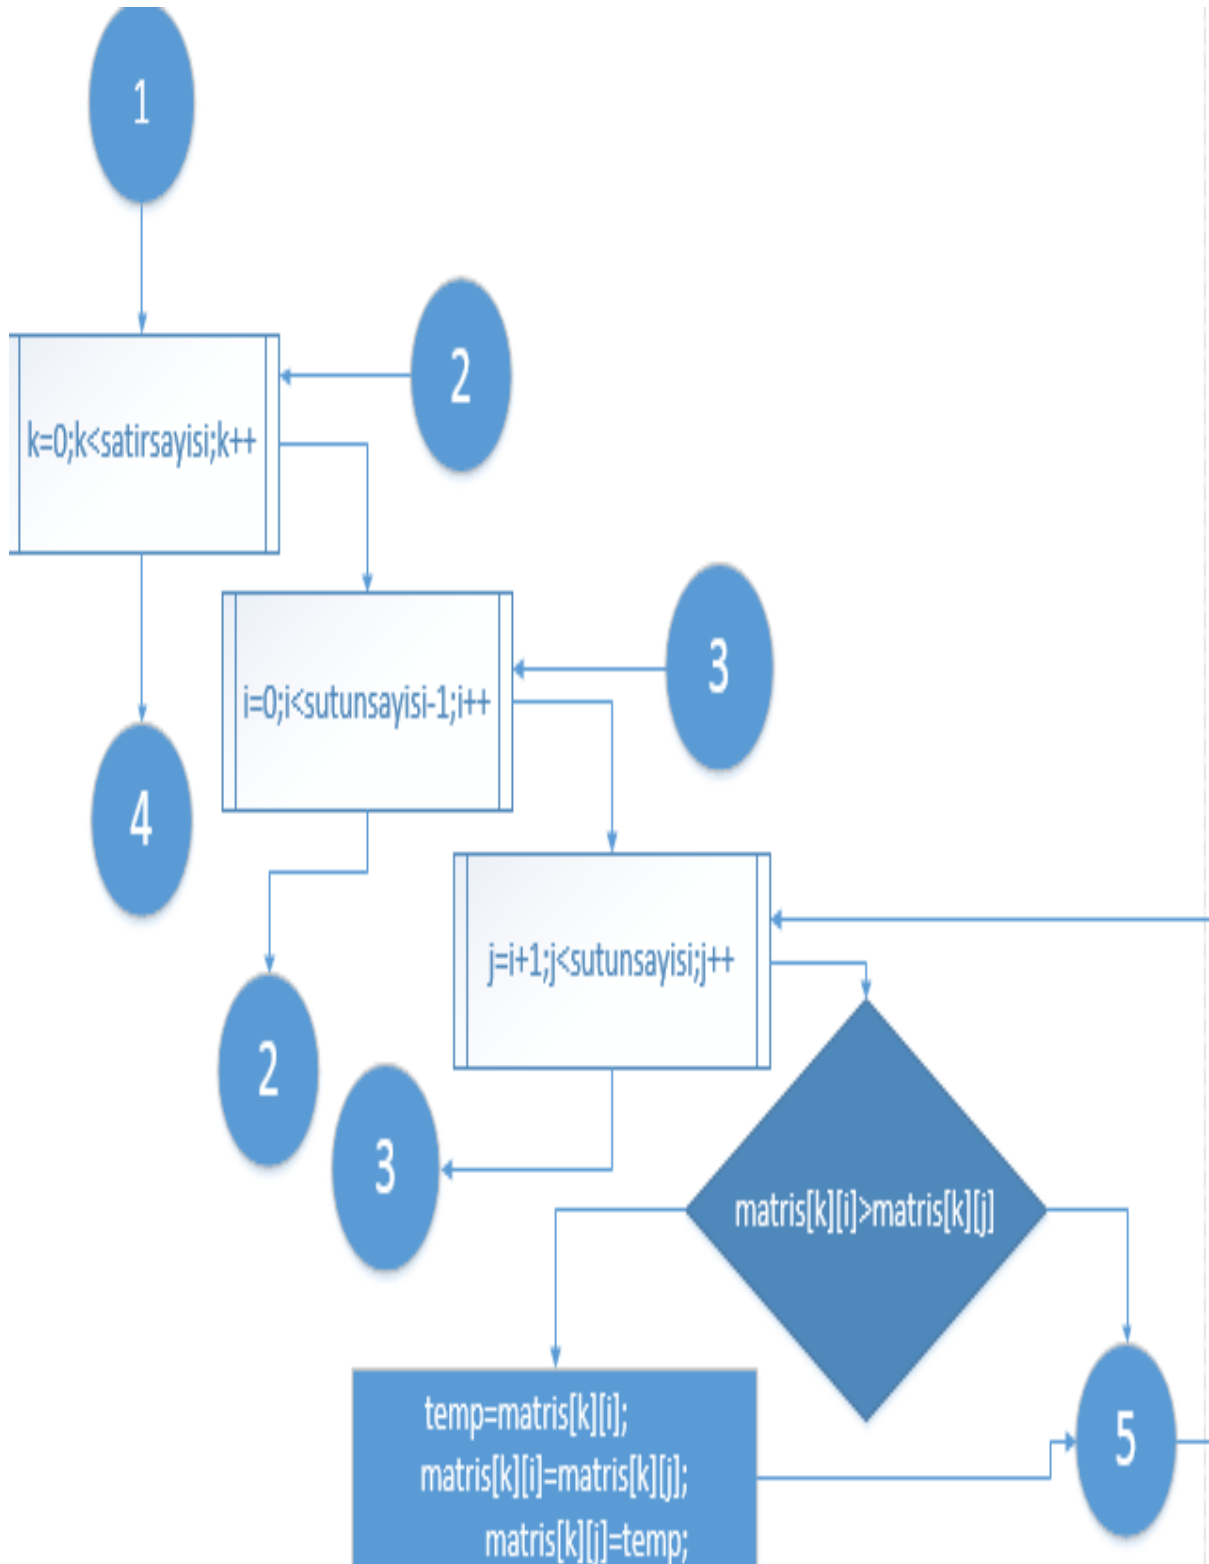 1
2
k=0;k<satirsayisi;k++
3
i=0;i<sutunsayisi-1;i++
4
j=i+1;j<sutunsayisi;j++
2
3
matris[k][i]>matris[k][j]
temp=matris[k][i];
matris[k][i]=matris[k][j];
matris[k][j]=temp;
5